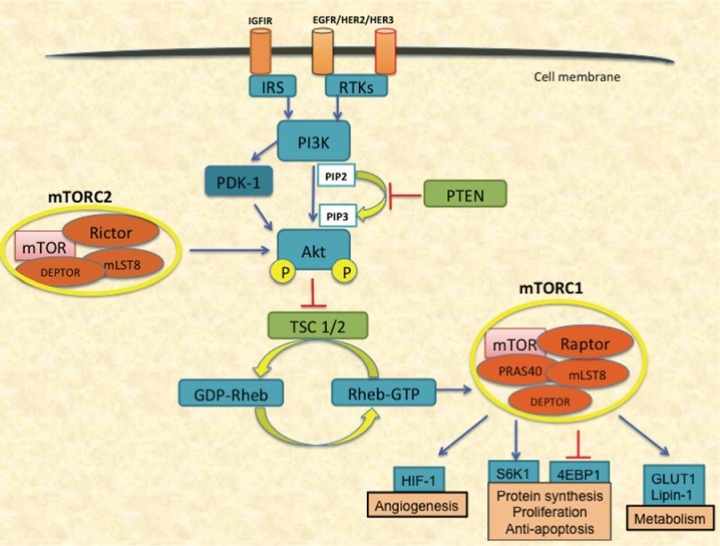 IGFIR
EGFR/HER2/HER3
Cell membrane
IRS
RTKs
PI3K
PDK-1
PIP2
PTEN
PIP3
mTORC2
Rictor
mTOR
mLST8
DEPTOR
Akt
P
P
TSC 1/2
mTORC1
mTOR
Raptor
PRAS40
mLST8
DEPTOR
GDP-Rheb
Rheb-GTP
HIF-1
Angiogenesis
S6K1
4EBP1
Protein synthesis
Proliferation
Anti-apoptosis
GLUT1
Lipin-1
Metabolism